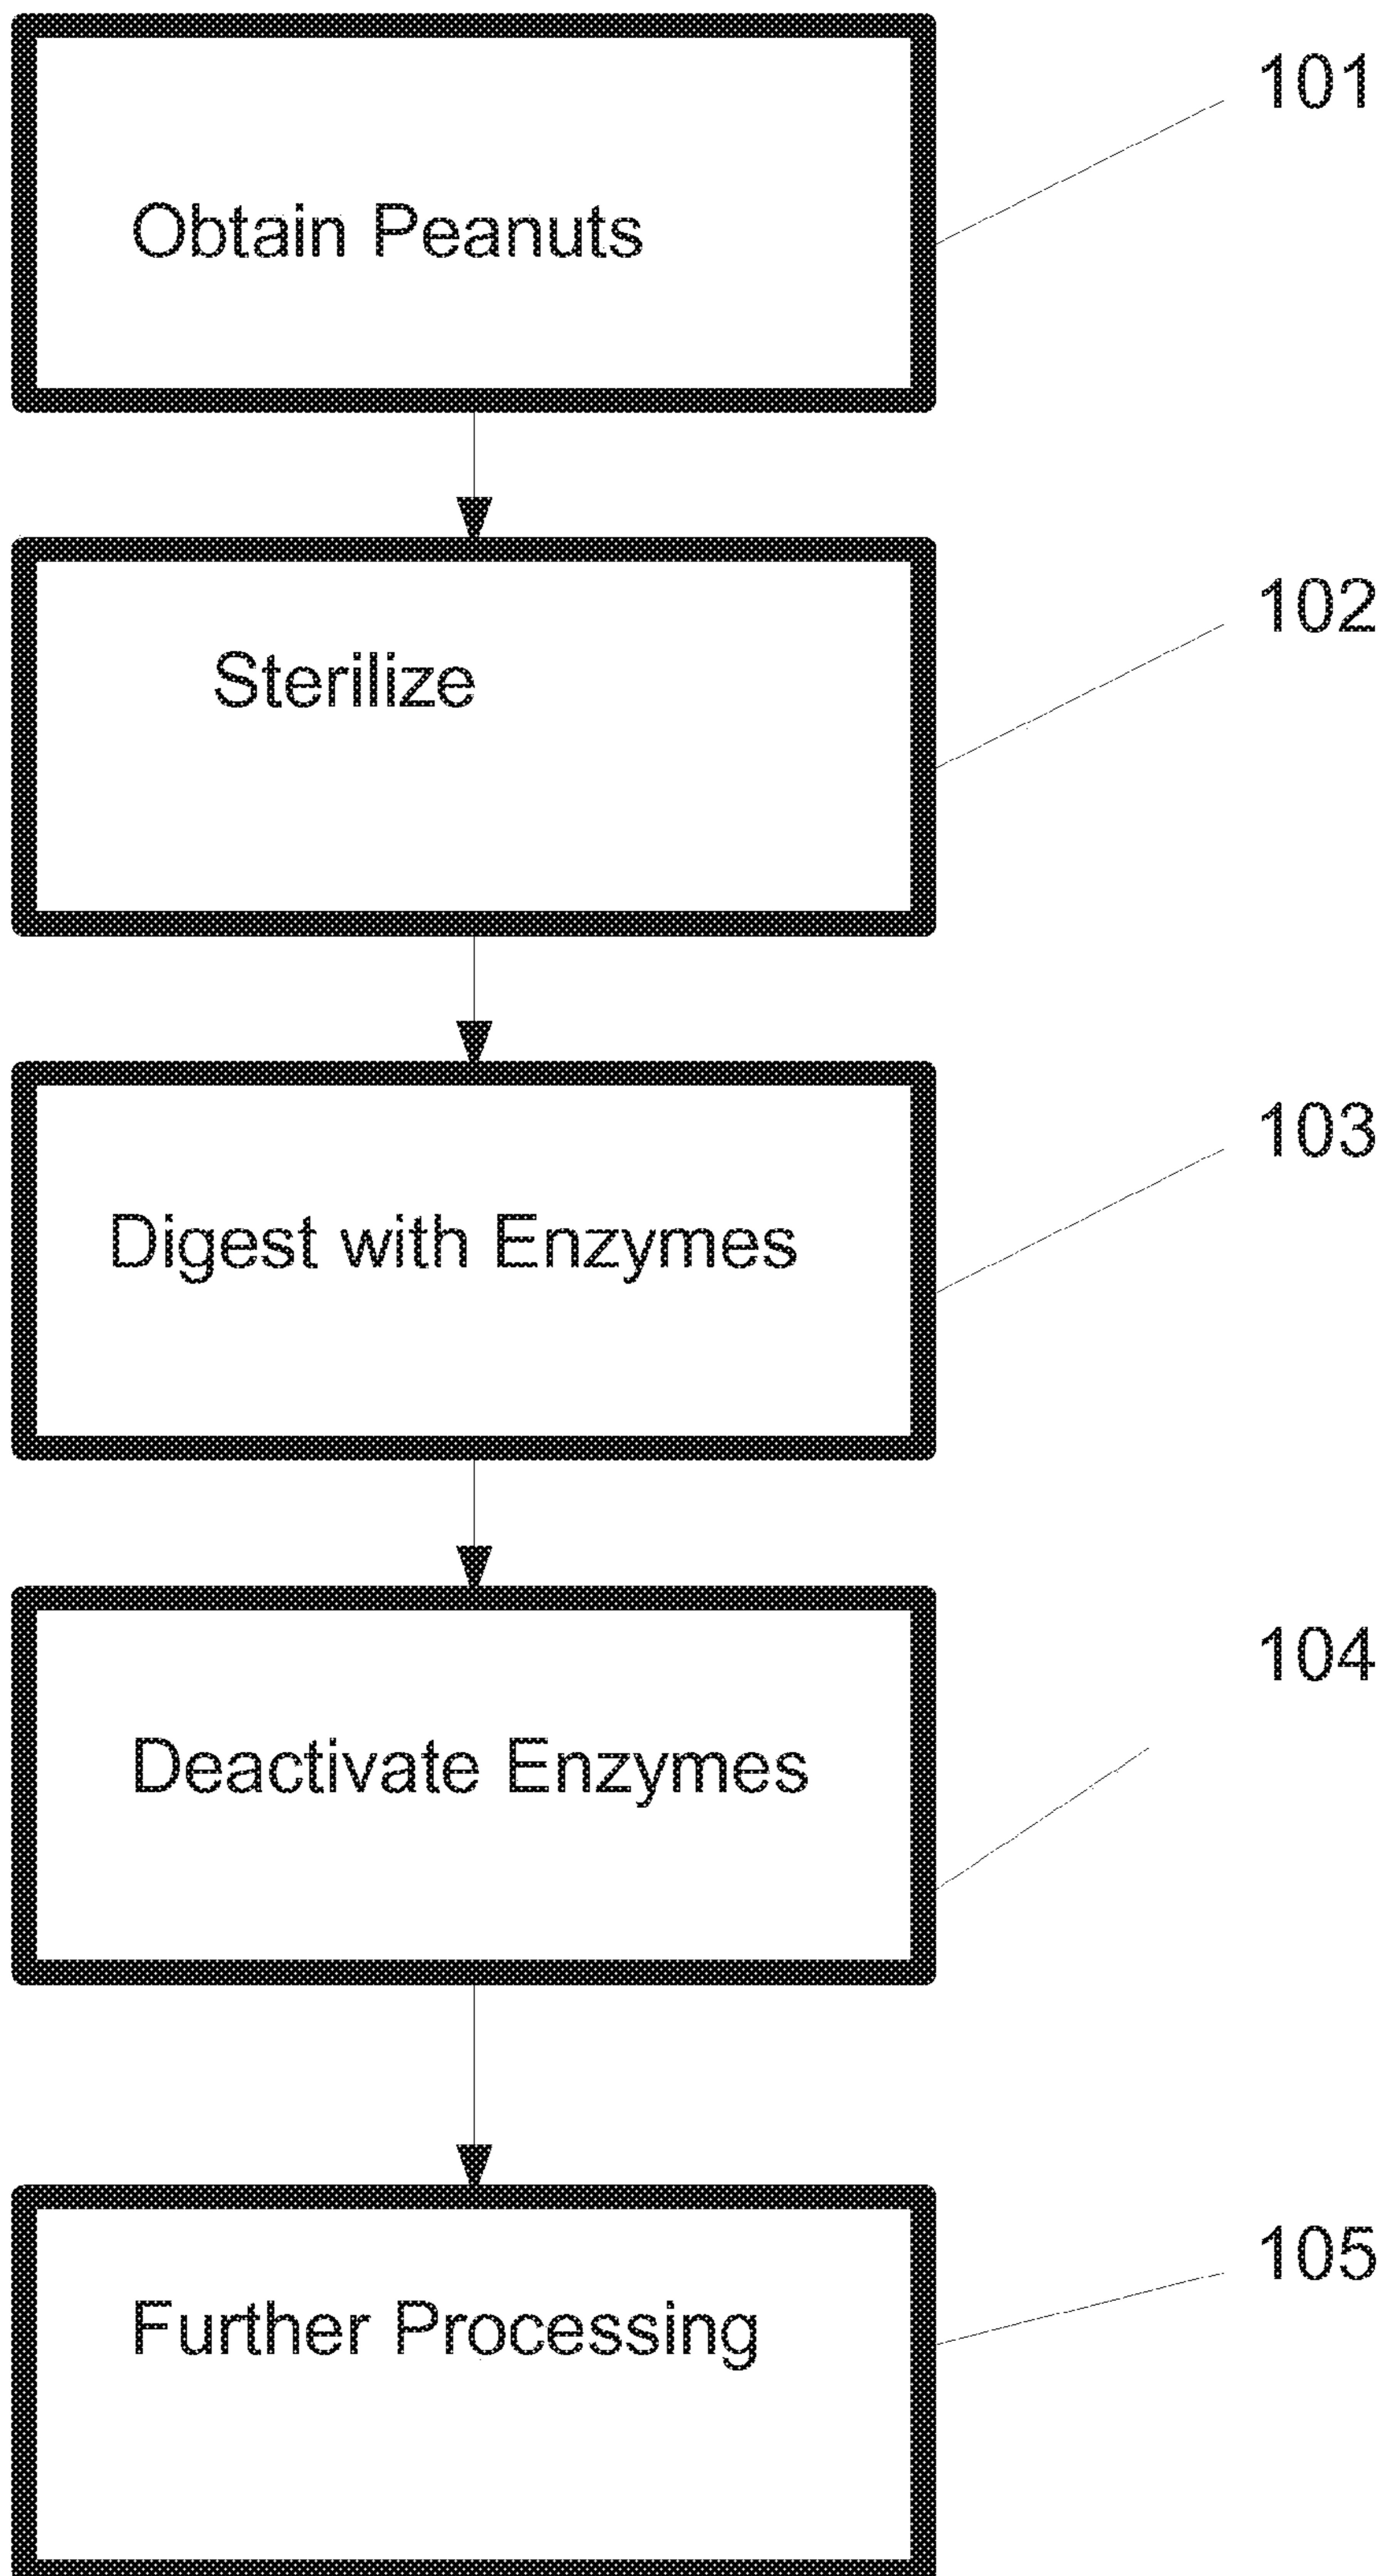 101
Obtain Peanuts
102
Sterilize
103
Digest with Enzymes
104
Deactivate Enzymes
105
Further Processing